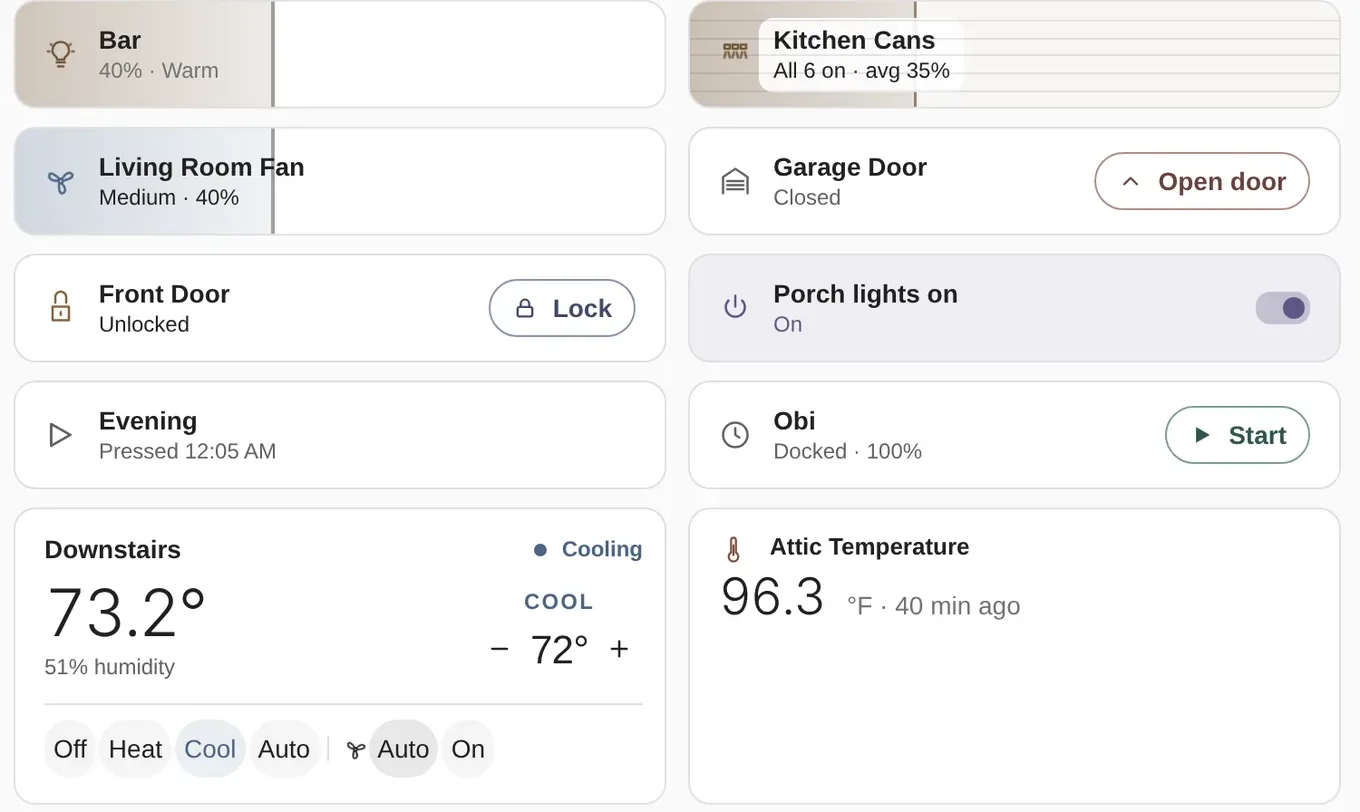 Bar
40% · Warm
Kitchen Cans
All 6 on · avg 35%
Living Room Fan
Medium · 40%
Garage Door
Closed
Open door
Front Door
Unlocked
Lock
Porch lights on
On
Evening
Pressed 12:05 AM
Obi
Docked · 100%
Start
Downstairs
Cooling
73.2°
COOL
− 72° +
51% humidity
Off Heat Cool Auto Auto On
Attic Temperature
96.3 °F · 40 min ago